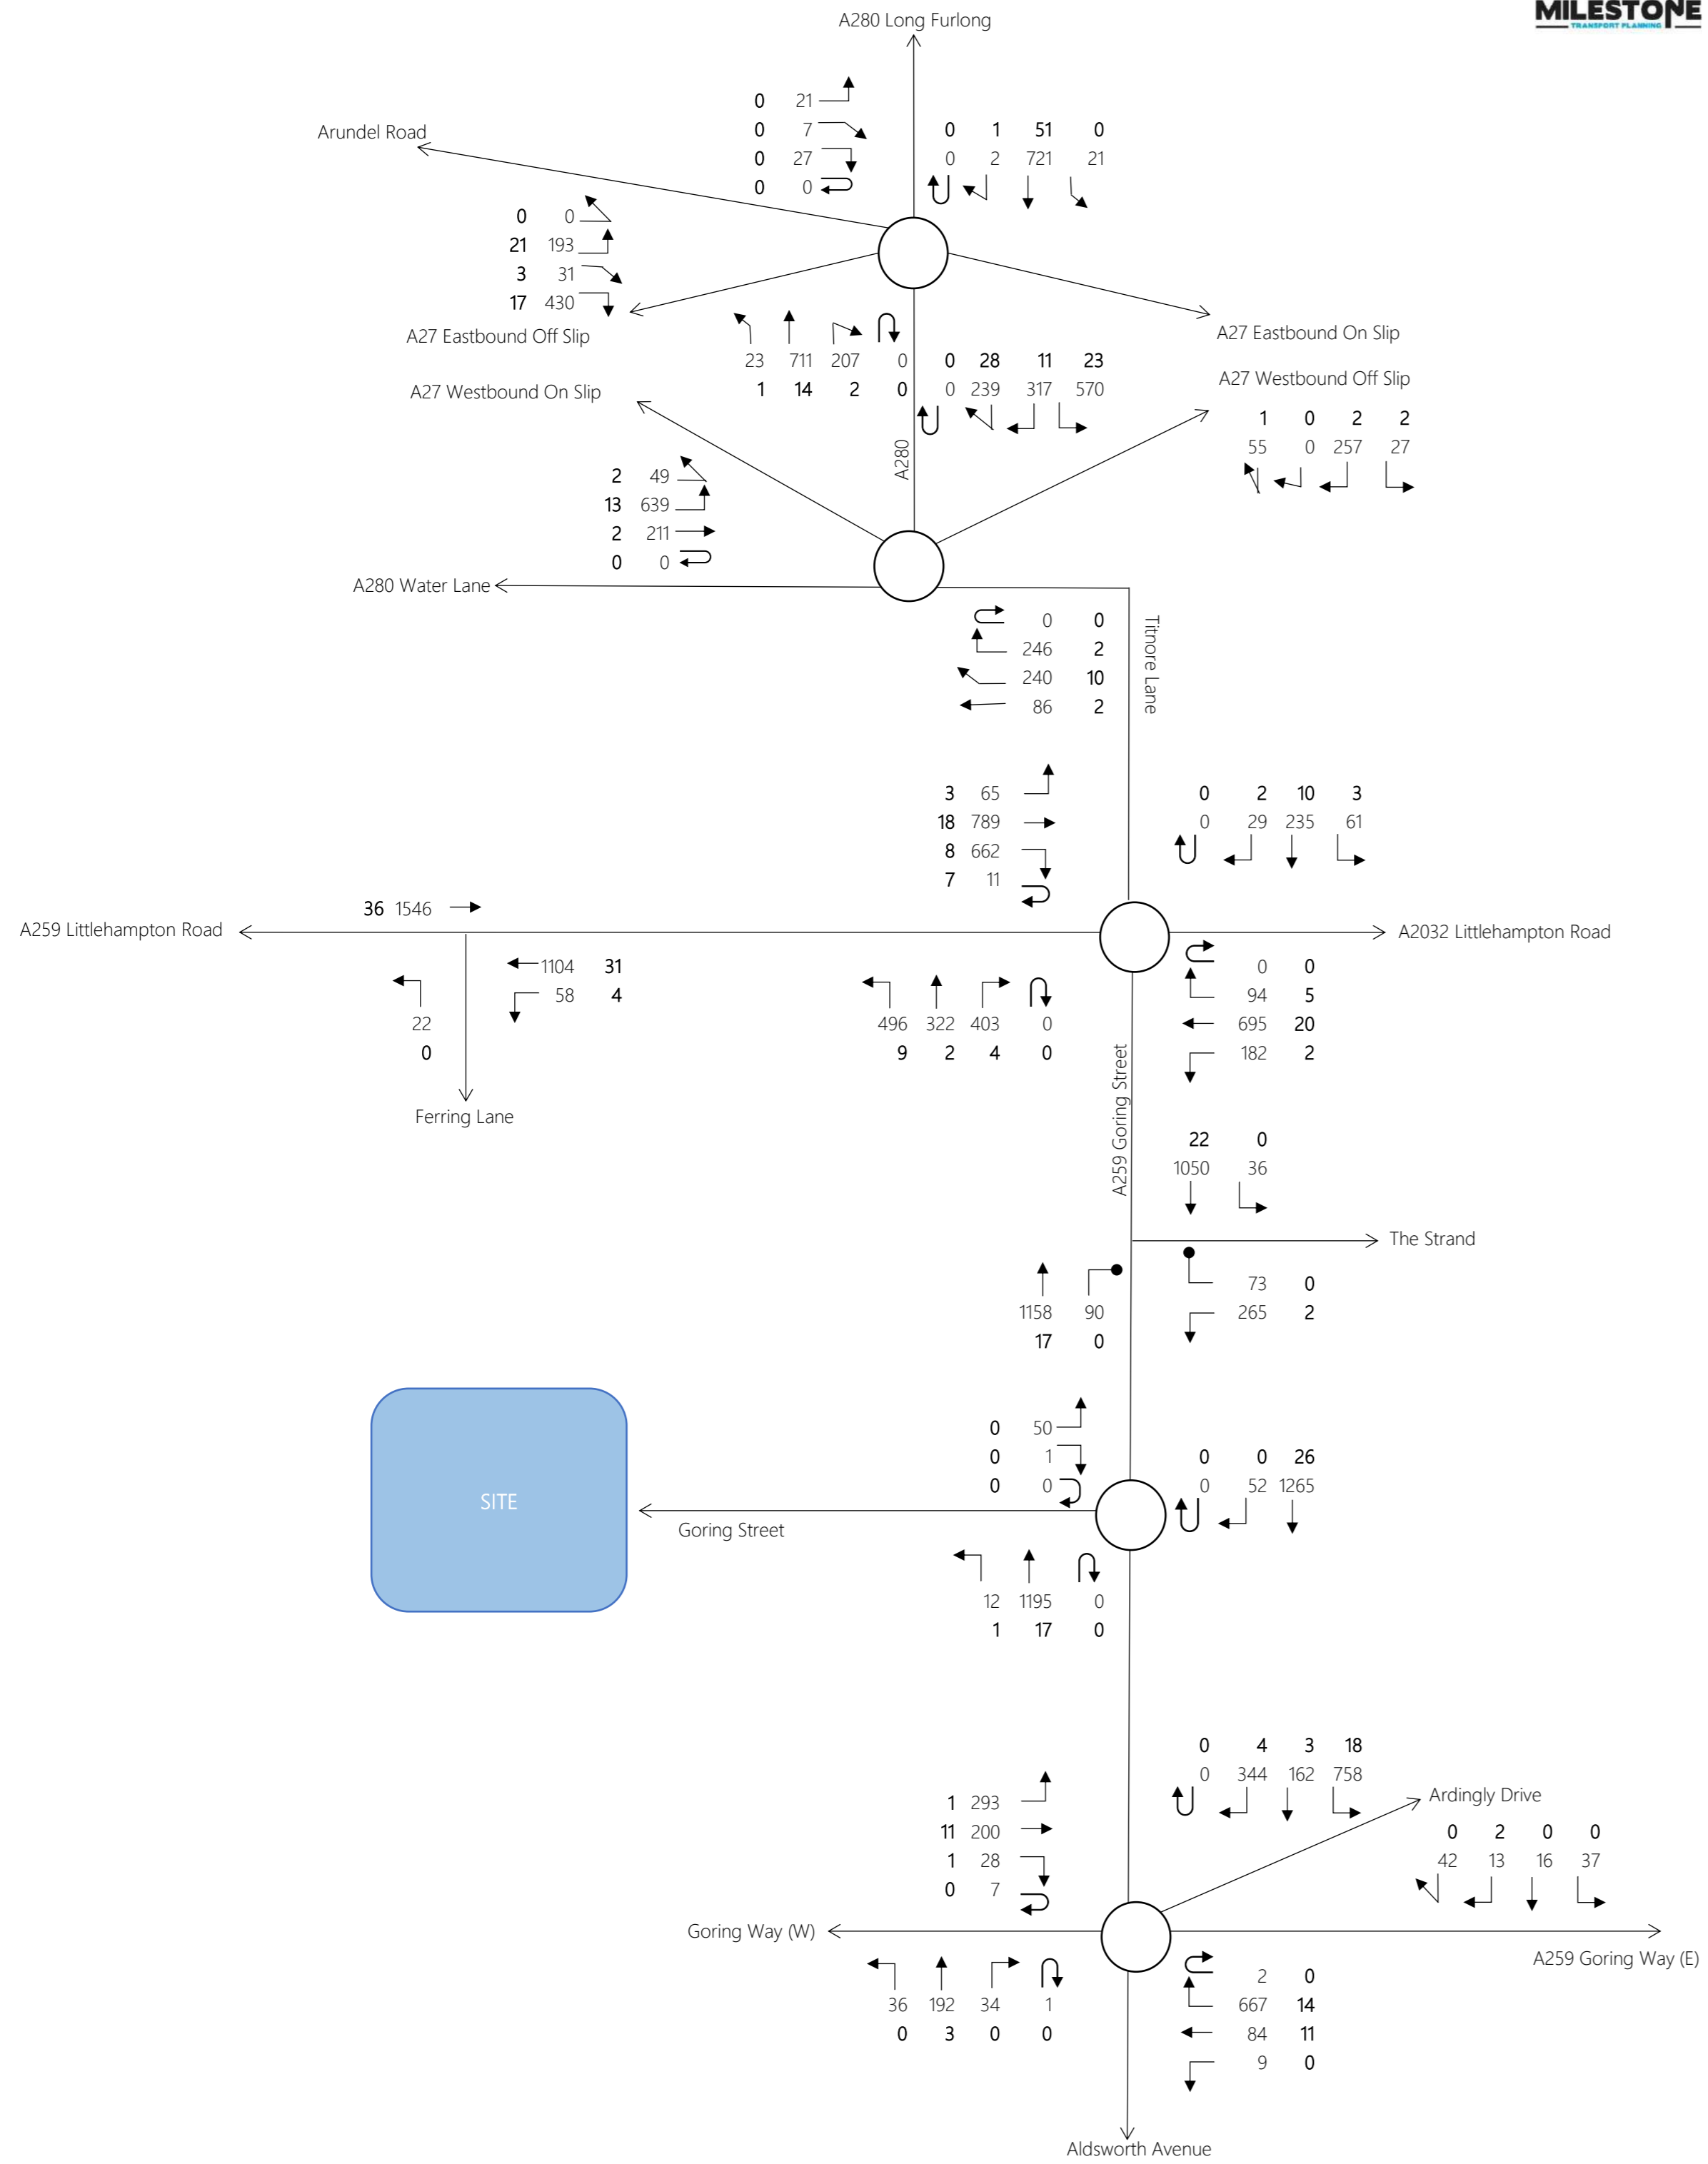 MILESTONE
TRANSPORT PLANNING
A280 Long Furlong
0 21
0 7
0 27
0 0
Arundel Road
0 1 51 0
0 2 721 21
0 0
21 193
3 31
17 430
A27 Eastbound Off Slip
A27 Eastbound On Slip
23 711 207 0
1 14 2 0
0 28 11 23
0 239 317 570
A27 Westbound On Slip
A27 Westbound Off Slip
1 0 2 2
55 0 257 27
A280
2 49
13 639
2 211
0 0
A280 Water Lane
0 0
246 2
240 10
86 2
Titnore Lane
3 65
18 789
8 662
7 11
0 2 10 3
0 29 235 61
36 1546
A259 Littlehampton Road
A2032 Littlehampton Road
1104 31
58 4
22
0
Ferring Lane
496 322 403 0
9 2 4 0
0 0
94 5
695 20
182 2
A259 Goring Street
22 0
1050 36
The Strand
1158 90
17 0
73 0
265 2
SITE
0 50
0 1
0 0
0 0 26
0 52 1265
Goring Street
12 1195 0
1 17 0
0 4 3 18
0 344 162 758
1 293
11 200
1 28
0 7
Ardingly Drive
0 2 0 0
42 13 16 37
Goring Way (W)
A259 Goring Way (E)
36 192 34 1
0 3 0 0
2 0
667 14
84 11
9 0
Aldsworth Avenue